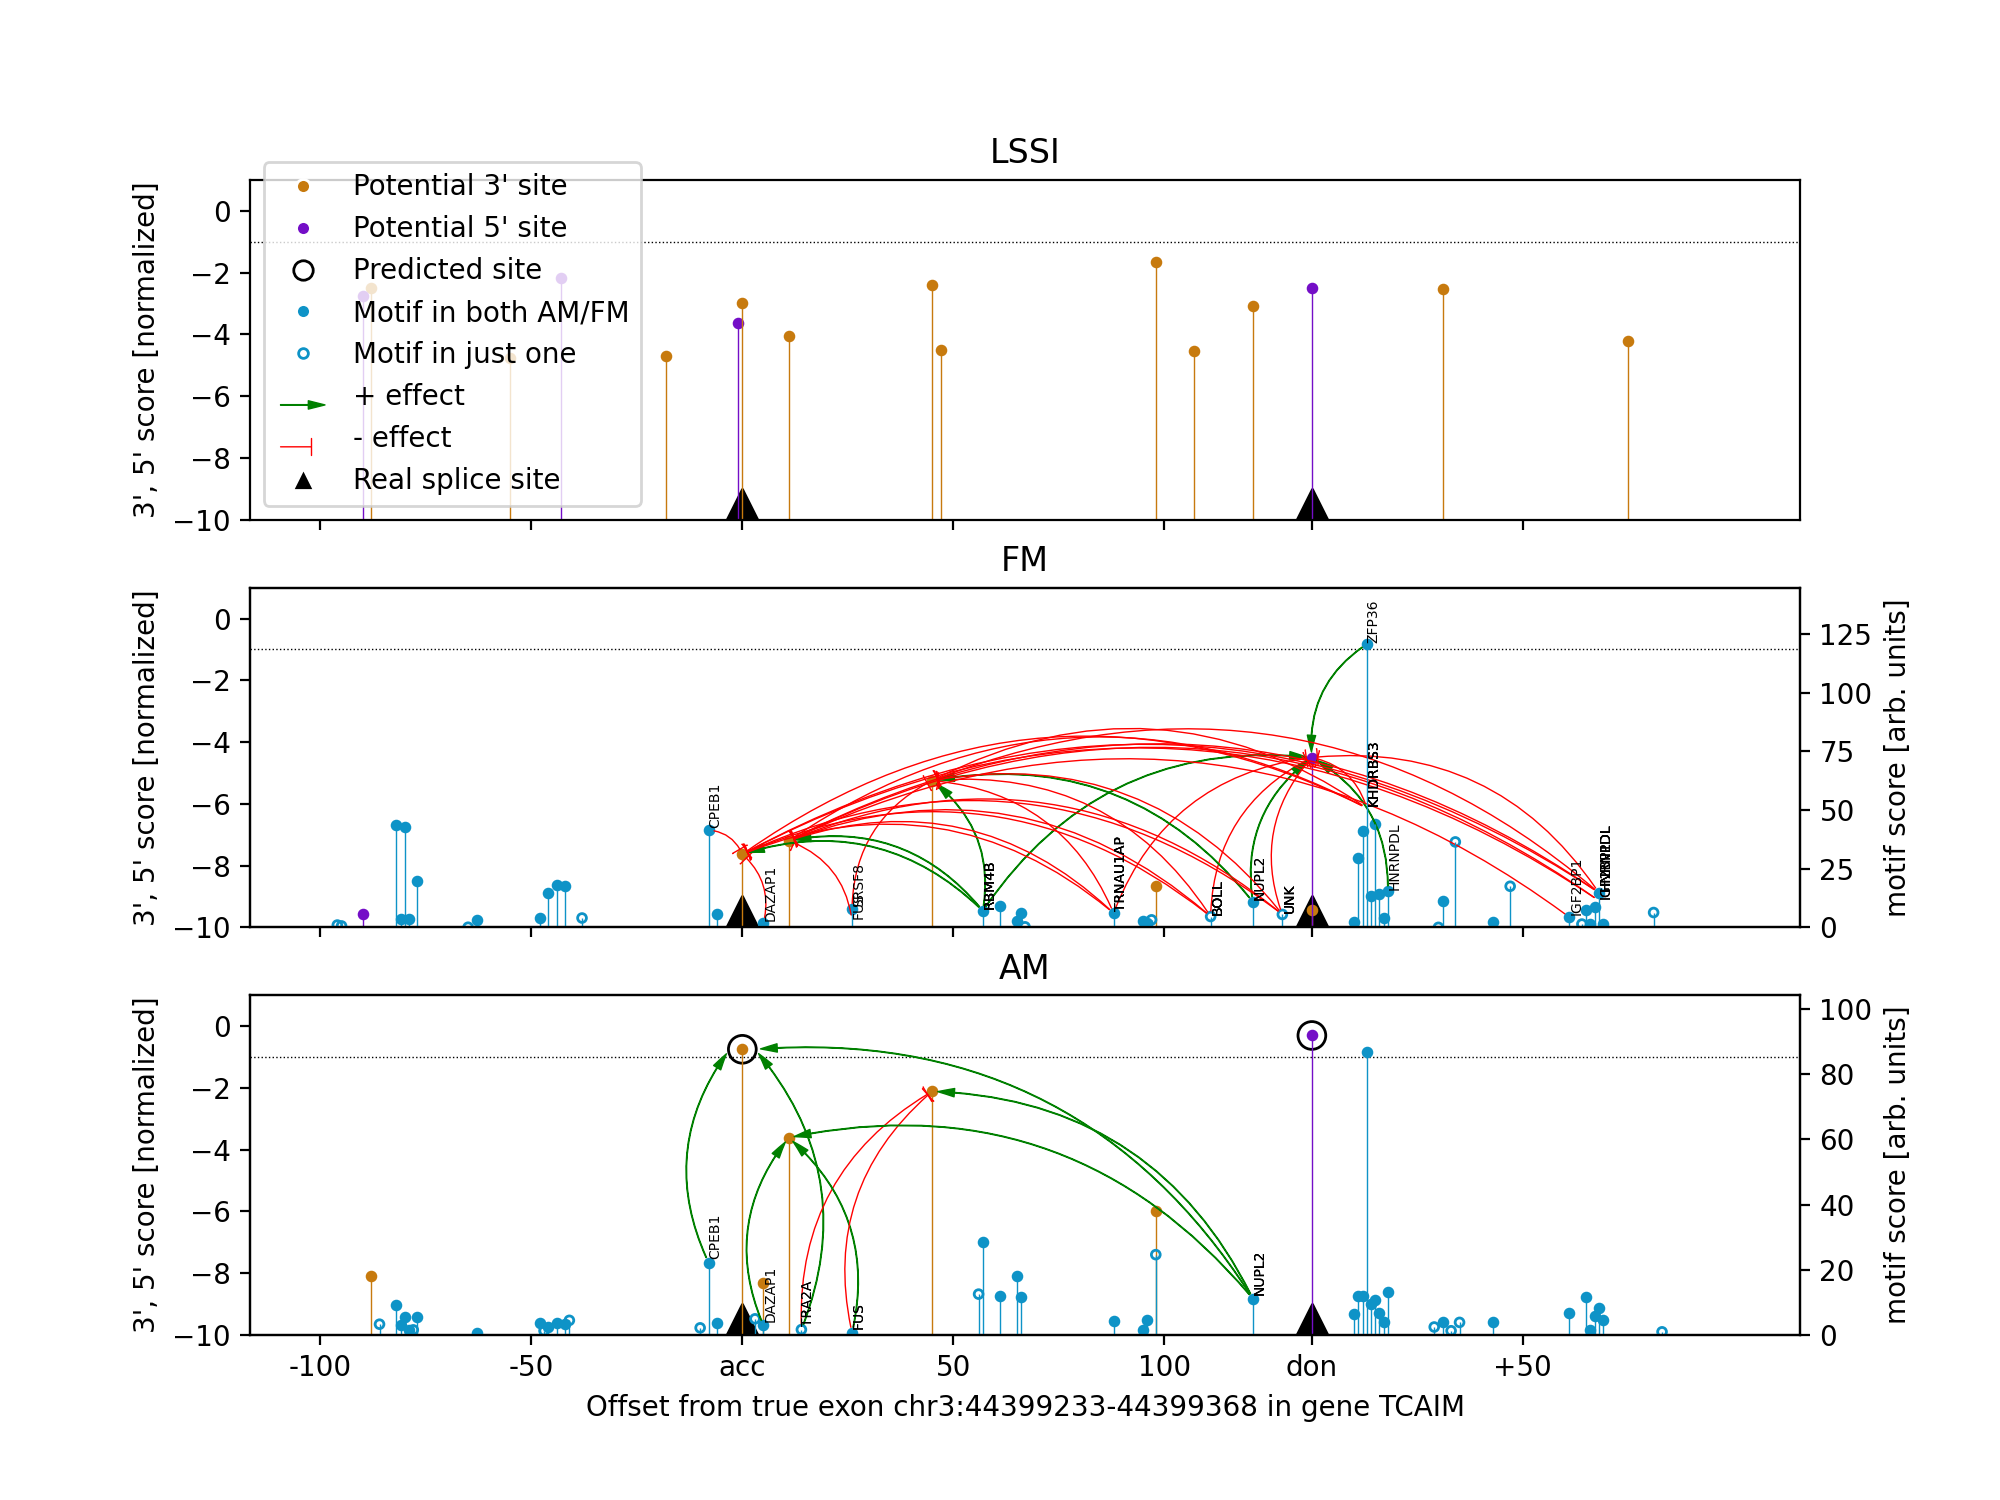 LSSI
3', 5' score [normalized]
0
−2
−4
−6
−8
−10
Potential 3' site
Potential 5' site
Predicted site
Motif in both AM/FM
Motif in just one
+ effect
- effect
Real splice site
FM
3', 5' score [normalized]
0
−2
−4
−6
−8
−10
CPEB1
DAZAP1
FUS
SRSF8
RBM4B
TRNAU1AP
BOLL
NUPL2
UNK
ZFP36
KHDRBS3
HNRNPDL
IGF2BP1
125
100
75
50
25
0
motif score [arb. units]
AM
3', 5' score [normalized]
0
−2
−4
−6
−8
−10
CPEB1
DAZAP1
TRA2A
FUS
NUPL2
100
80
60
40
20
0
motif score [arb. units]
-100
-50
acc
50
100
don
+50
Offset from true exon chr3:44399233-44399368 in gene TCAIM